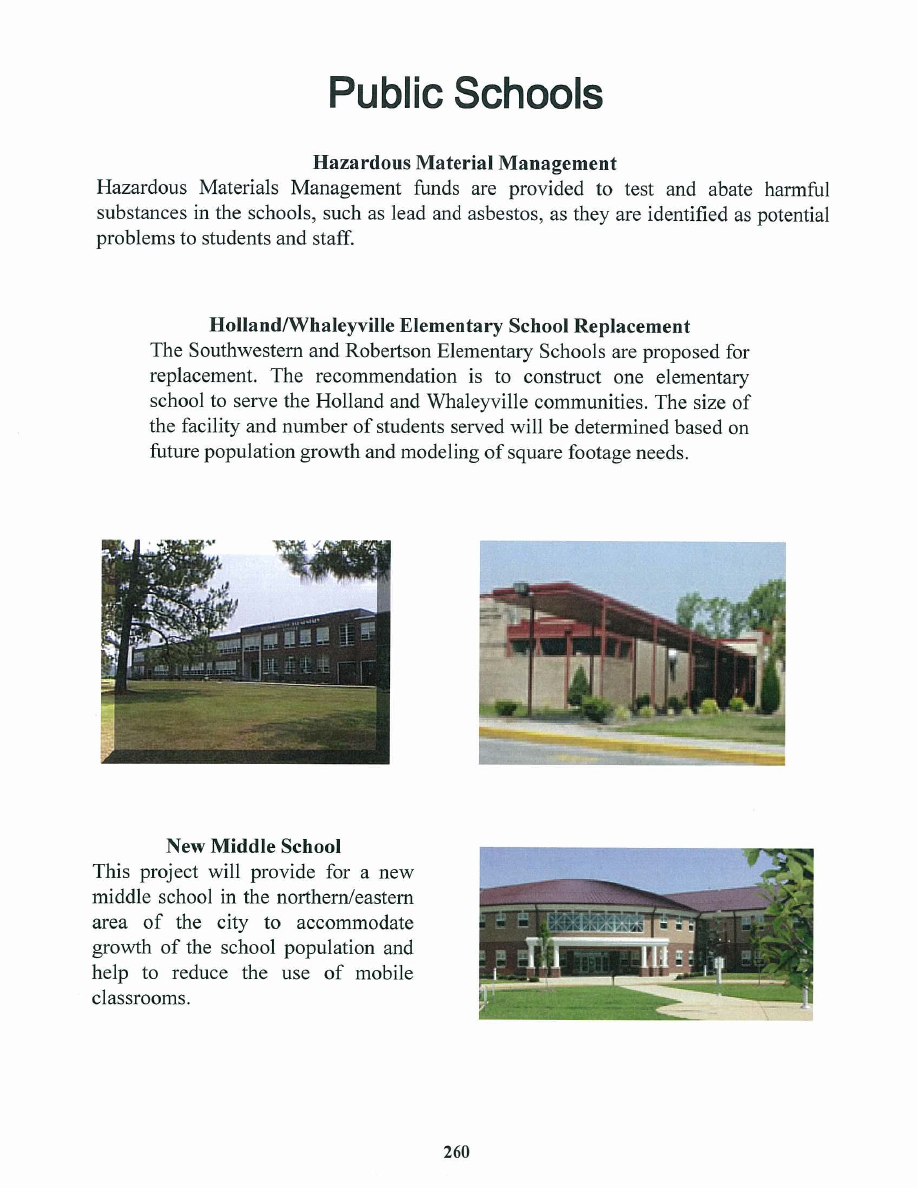 Public Schools
Hazardous Material Management
Hazardous Materials Management funds are provided to test and abate harmful
substances in the schools, such as lead and asbestos, as they are identified as potential
problems to students and staff.
Holland/Whaleyville Elementary School Replacement
The Southwestern and Robertson Elementary Schools are proposed for
replacement. The recommendation is to construct one elementary
school to serve the Holland and Whaleyville communities. The size of
the facility and number of students served will be determined based on
future population growth and modeling of square footage needs.
New Middle School
This project will provide for a new
middle school in the northern/eastern
area of the city to accommodate
growth of the school population and
help to reduce the use of mobile
classrooms.
260